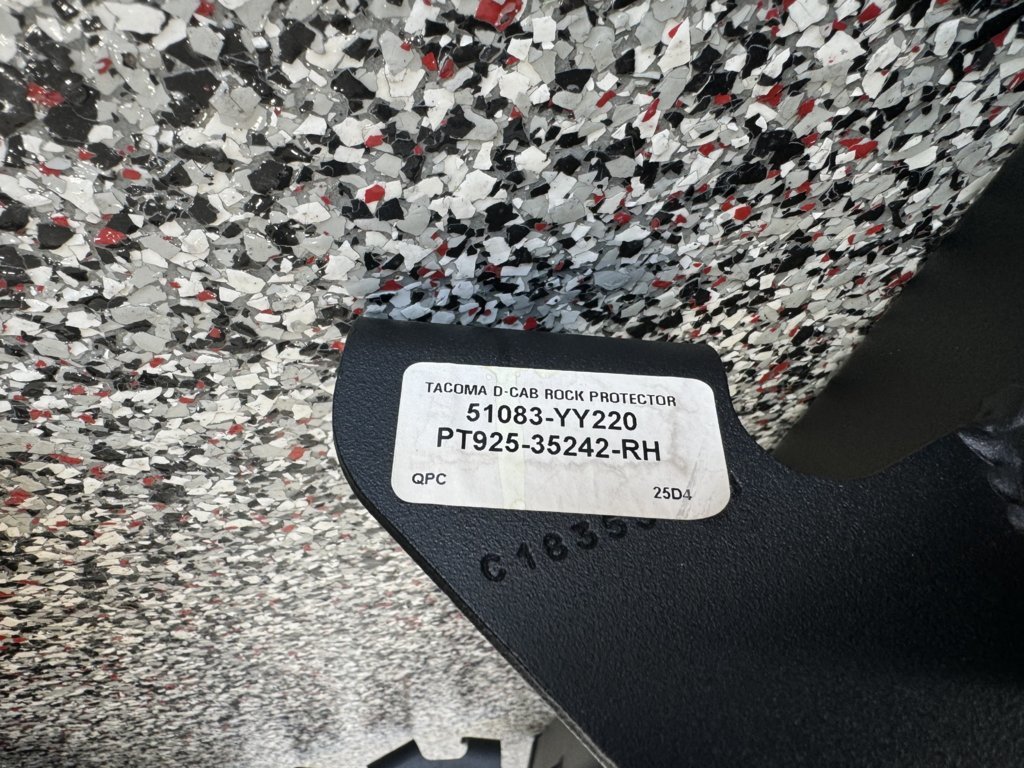 TACOMA D-CAB ROCK PROTECTOR
51083-YY220
PT925-35242-RH
QPC
25D4